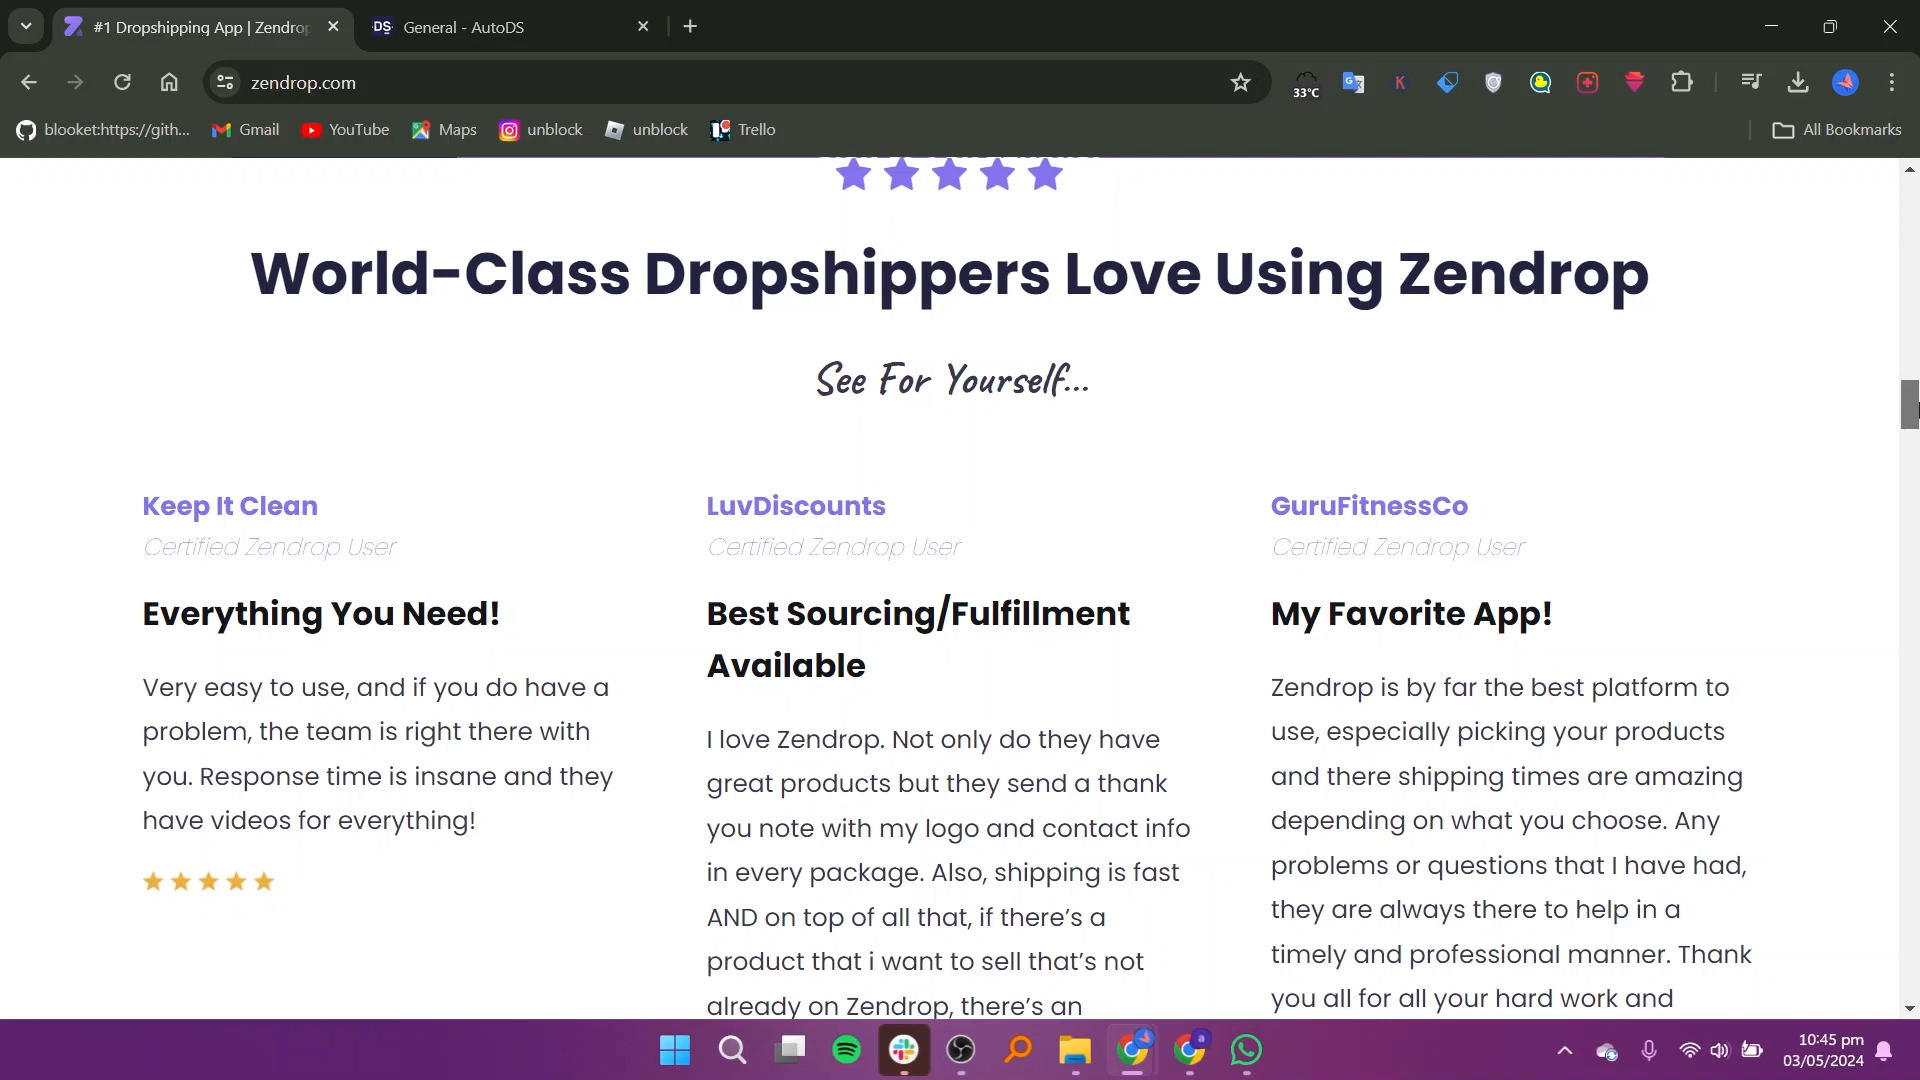 #1 Dropshipping App | Zendrop
General - AutoDS
zendrop.com
33°C
blooket:https://gith...
Gmail
YouTube
Maps
unblock
unblock
Trello
All Bookmarks
World-Class Dropshippers Love Using Zendrop
See For Yourself...
Keep It Clean
Certified Zendrop User
Everything You Need!
Very easy to use, and if you do have a
problem, the team is right there with
you. Response time is insane and they
have videos for everything!
LuvDiscounts
Certified Zendrop User
Best Sourcing/Fulfillment
Available
I love Zendrop. Not only do they have
great products but they send a thank
you note with my logo and contact info
in every package. Also, shipping is fast
AND on top of all that, if there’s a
product that i want to sell that’s not
already on Zendrop, there’s an
GuruFitnessCo
Certified Zendrop User
My Favorite App!
Zendrop is by far the best platform to
use, especially picking your products
and there shipping times are amazing
depending on what you choose. Any
problems or questions that I have had,
they are always there to help in a
timely and professional manner. Thank
you all for all your hard work and
10:45 pm
03/05/2024